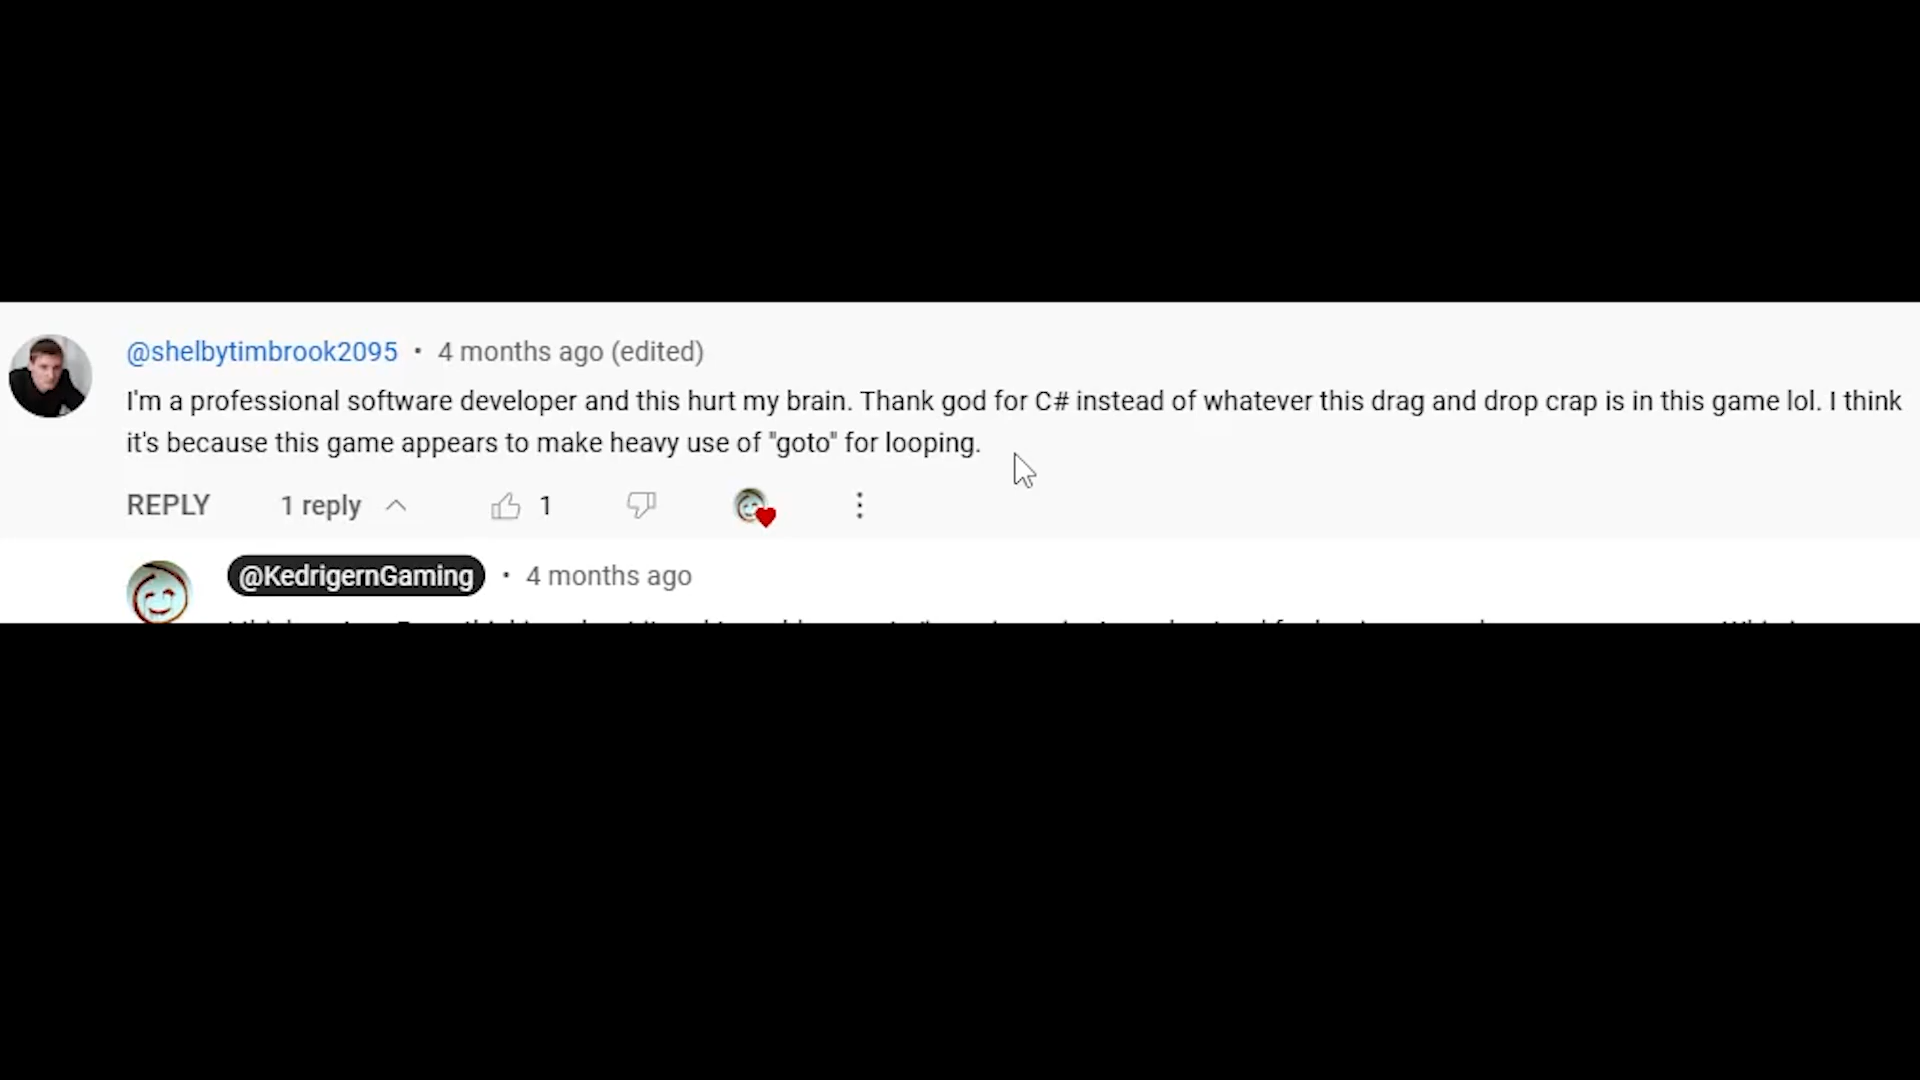 @shelbytimbrook2095 • 4 months ago (edited)
I'm a professional software developer and this hurt my brain. Thank god for C# instead of whatever this drag and drop crap is in this game lol. I think
it's because this game appears to make heavy use of "goto" for looping.
REPLY 1 reply 1
@KedrigernGaming • 4 months ago